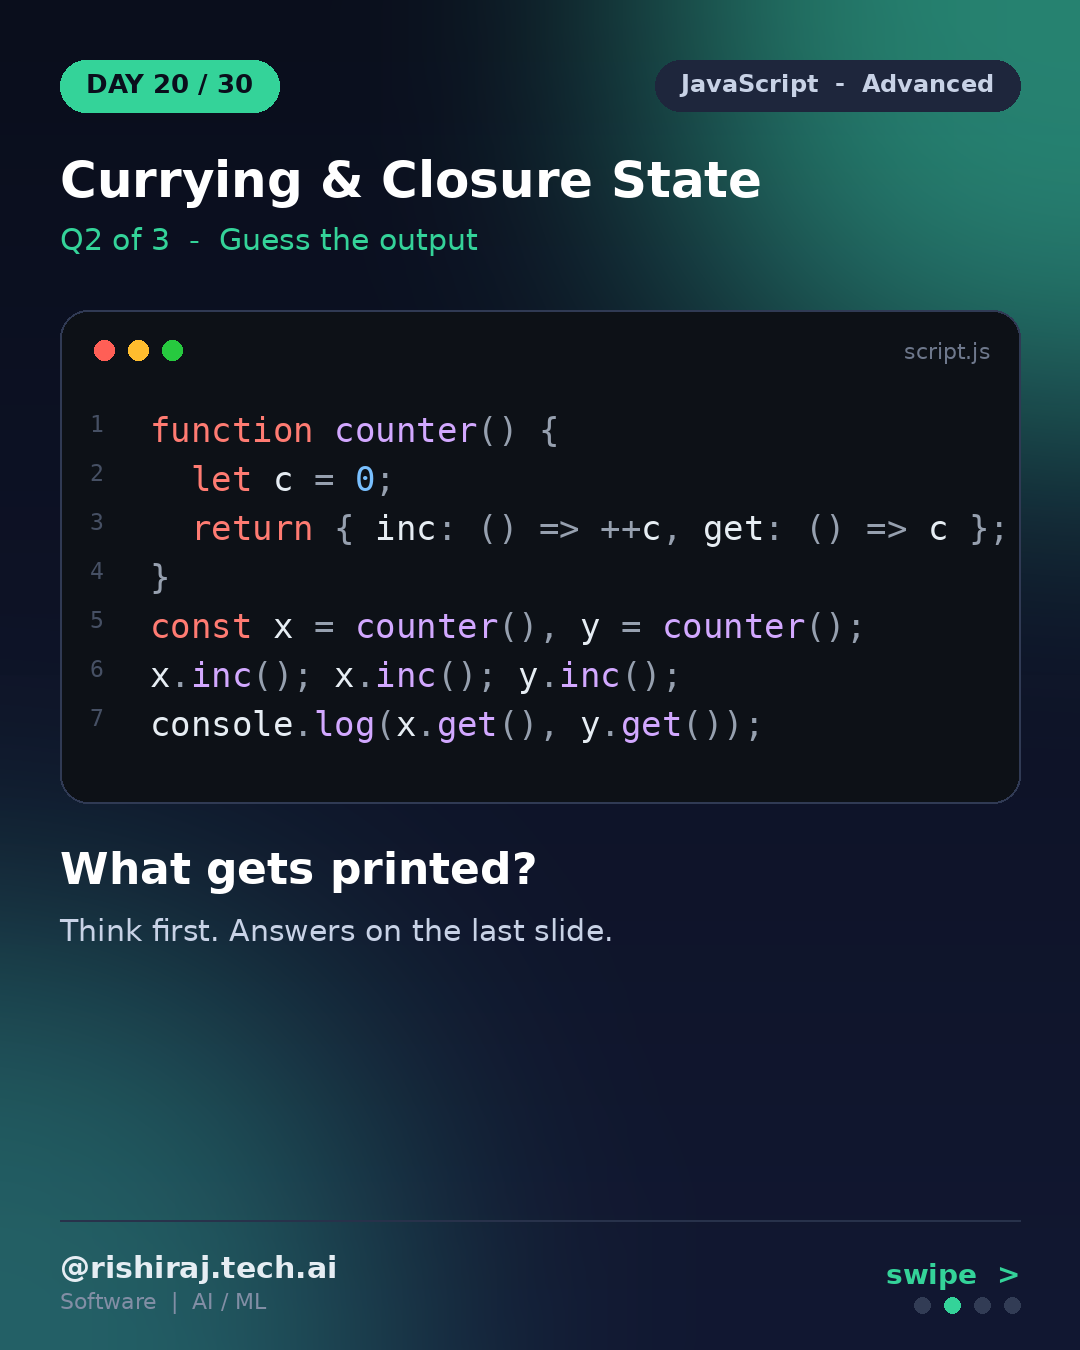 DAY 20 / 30
JavaScript - Advanced
Currying & Closure State
Q2 of 3 - Guess the output
script.js
1 function counter() {
2   let c = 0;
3   return { inc: () => ++c, get: () => c };
4 }
5 const x = counter(), y = counter();
6 x.inc(); x.inc(); y.inc();
7 console.log(x.get(), y.get());
What gets printed?
Think first. Answers on the last slide.
@rishiraj.tech.ai
Software | AI / ML
swipe >